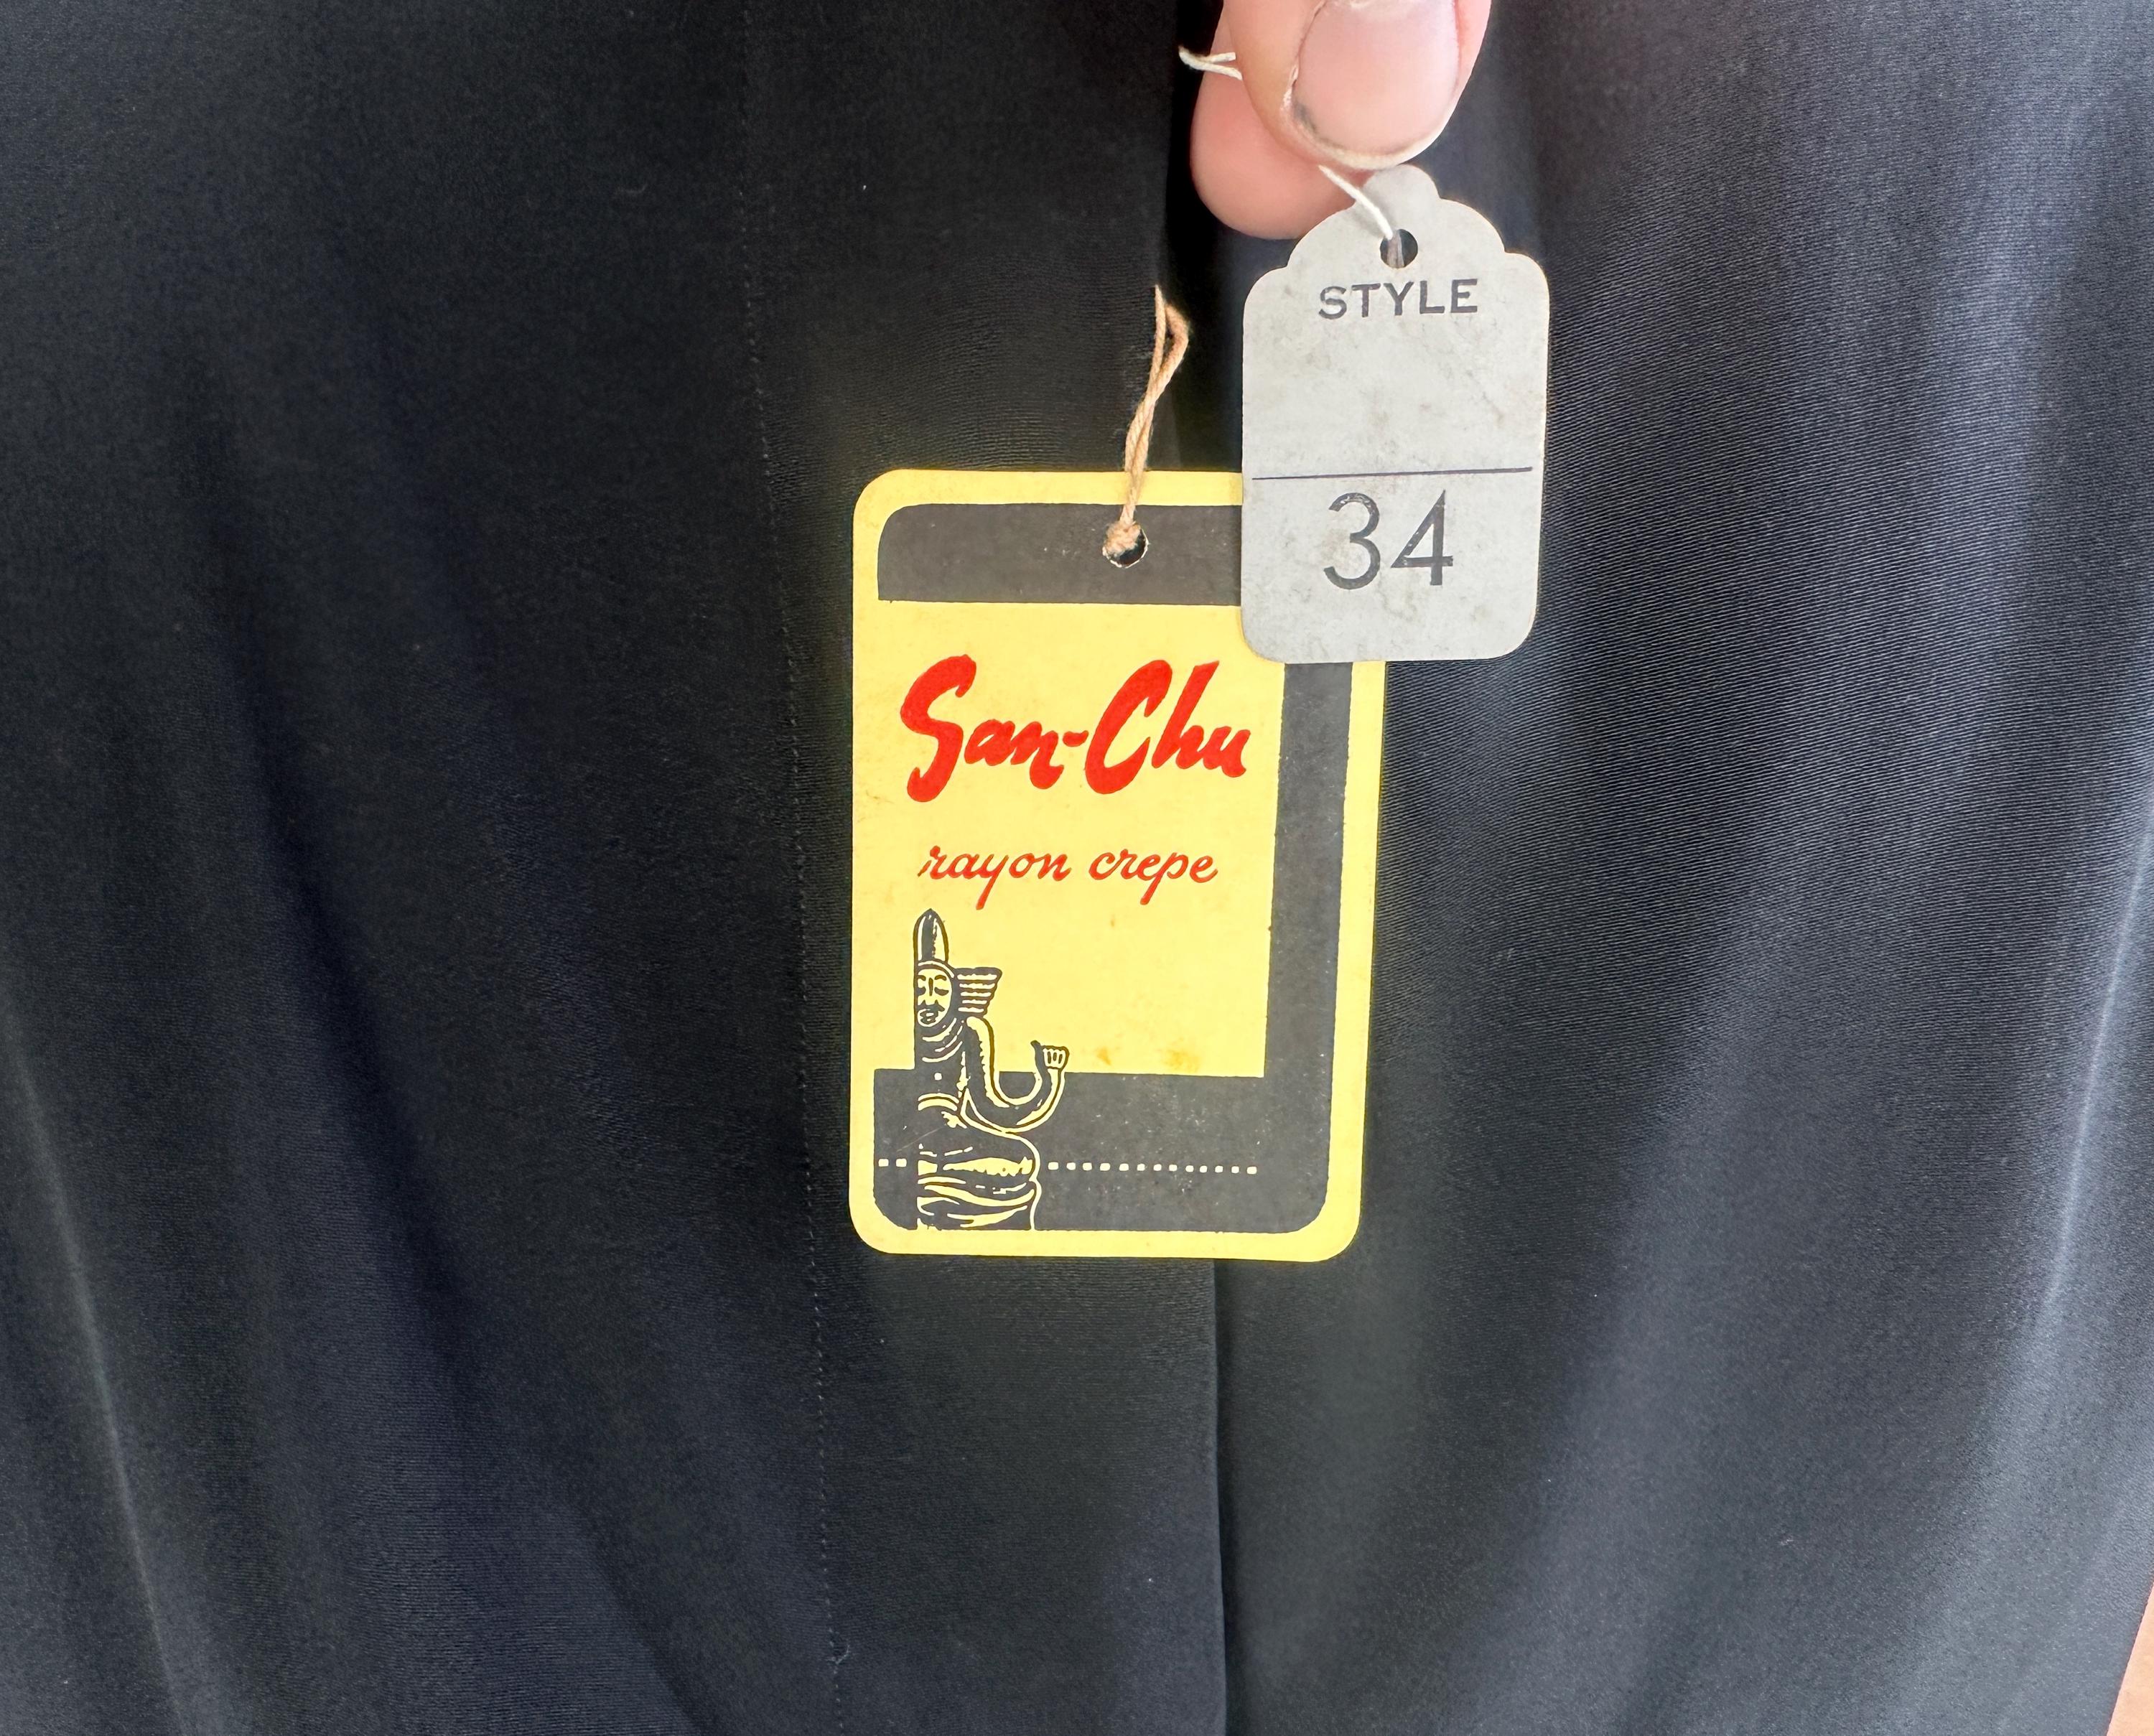 STYLE
34
San-Chu
rayon crepe